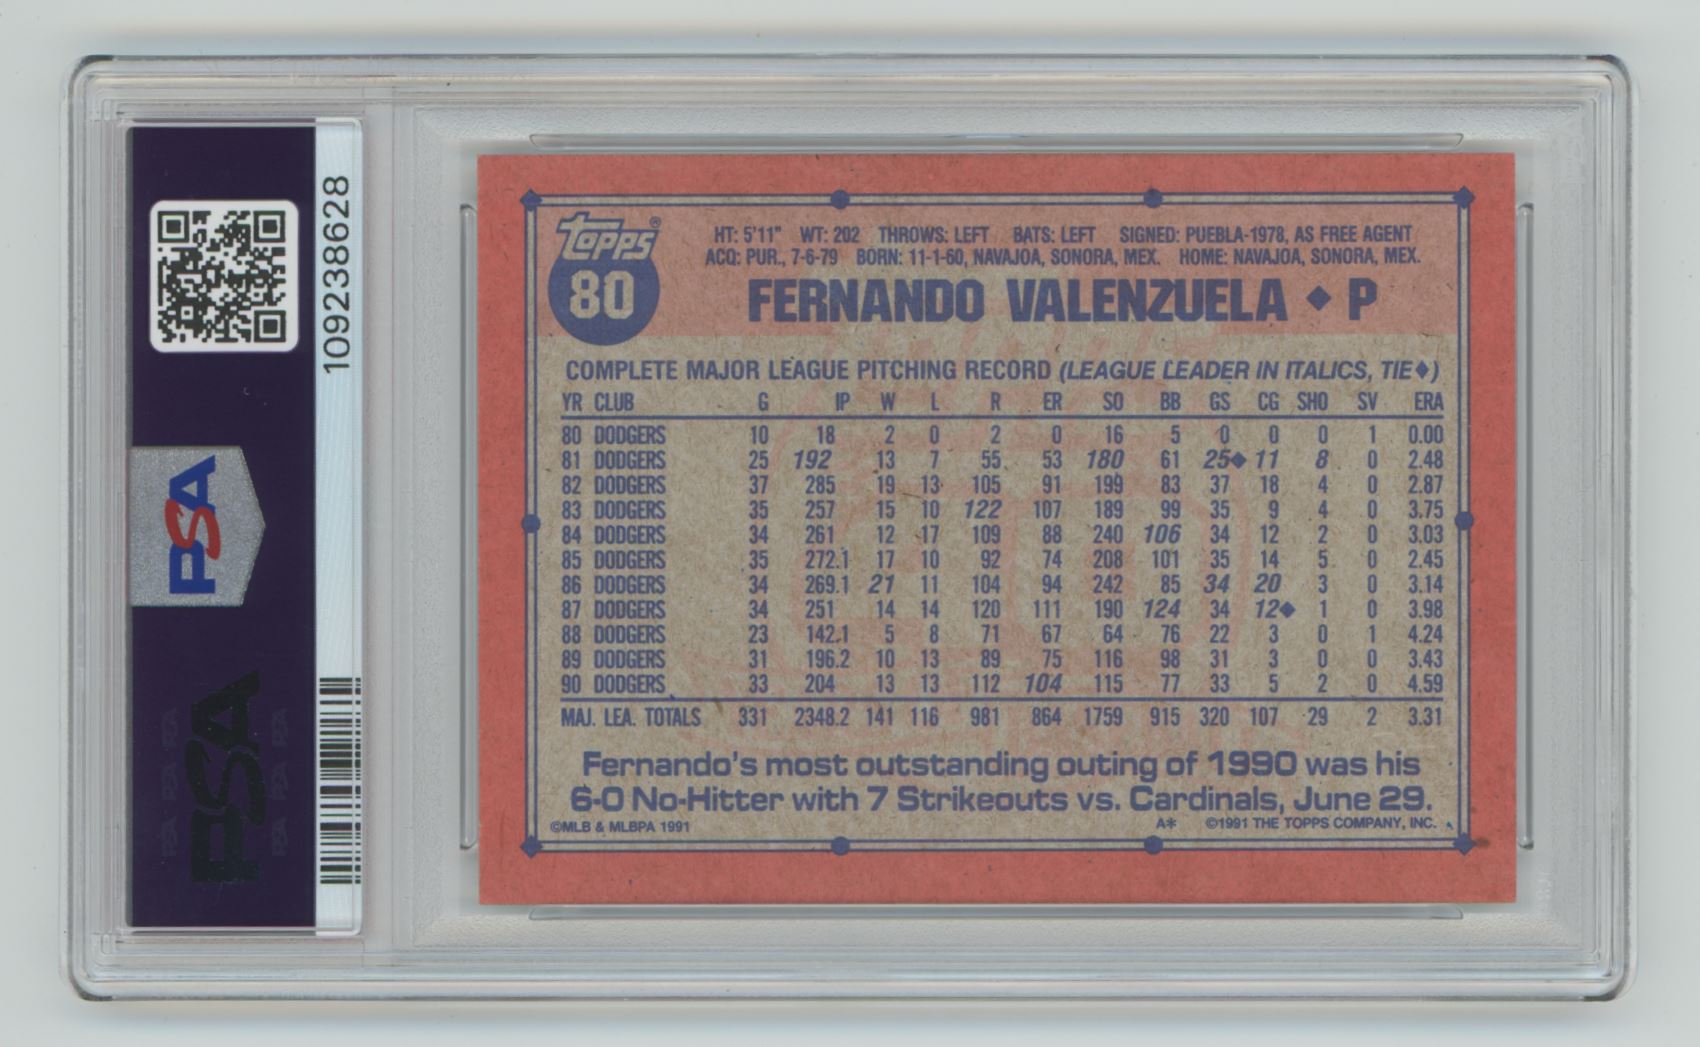 109238628
PSA
PSA
topps®
80
HT: 5'11" WT: 202 THROWS: LEFT BATS: LEFT SIGNED: PUEBLA-1978, AS FREE AGENT
ACQ: PUR., 7-6-79 BORN: 11-1-60, NAVAJOA, SONORA, MEX. HOME: NAVAJOA, SONORA, MEX.
FERNANDO VALENZUELA ♦ P
COMPLETE MAJOR LEAGUE PITCHING RECORD (LEAGUE LEADER IN ITALICS, TIE♦)
YR CLUB G IP W L R ER SO BB GS CG SHO SV ERA
80 DODGERS 10 18 2 0 2 0 16 5 0 0 0 1 0.00
81 DODGERS 25 192 13 7 55 53 180 61 25♦ 11 8 0 2.48
82 DODGERS 37 285 19 13 105 91 199 83 37 18 4 0 2.87
83 DODGERS 35 257 15 10 122 107 189 99 35 9 4 0 3.75
84 DODGERS 34 261 12 17 109 88 240 106 34 12 2 0 3.03
85 DODGERS 35 272.1 17 10 92 74 208 101 35 14 5 0 2.45
86 DODGERS 34 269.1 21 11 104 94 242 85 34 20 3 0 3.14
87 DODGERS 34 251 14 14 120 111 190 124 34 12♦ 1 0 3.98
88 DODGERS 23 142.1 5 8 71 67 64 76 22 3 0 1 4.24
89 DODGERS 31 196.2 10 13 89 75 116 98 31 3 0 0 3.43
90 DODGERS 33 204 13 13 112 104 115 77 33 5 2 0 4.59
MAJ. LEA. TOTALS 331 2348.2 141 116 981 864 1759 915 320 107 29 2 3.31
Fernando's most outstanding outing of 1990 was his
6-0 No-Hitter with 7 Strikeouts vs. Cardinals, June 29.
©MLB & MLBPA 1991 A* ©1991 THE TOPPS COMPANY, INC.